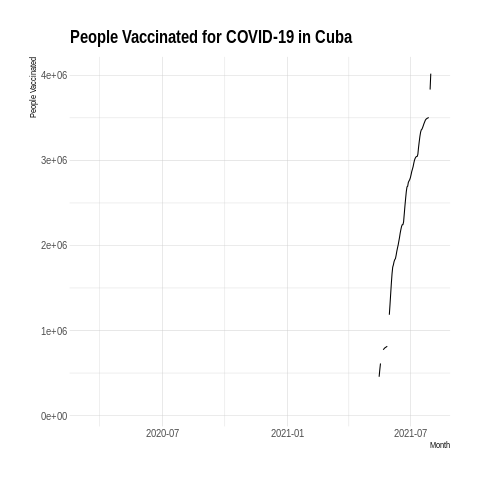 People Vaccinated for COVID-19 in Cuba
People Vaccinated
4e+06
3e+06
2e+06
1e+06
0e+00
2020-07
2021-01
2021-07
Month